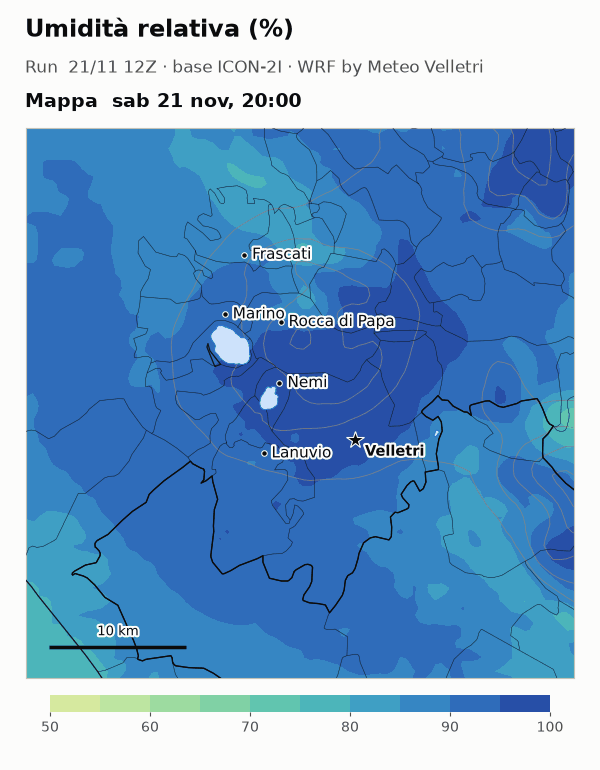 Umidità relativa (%)
Run  21/11 12Z · base ICON-2I · WRF by Meteo Velletri
Mappa  sab 21 nov, 20:00
Frascati
Marino
Rocca di Papa
Nemi
Velletri
Lanuvio
10 km
50 60 70 80 90 100